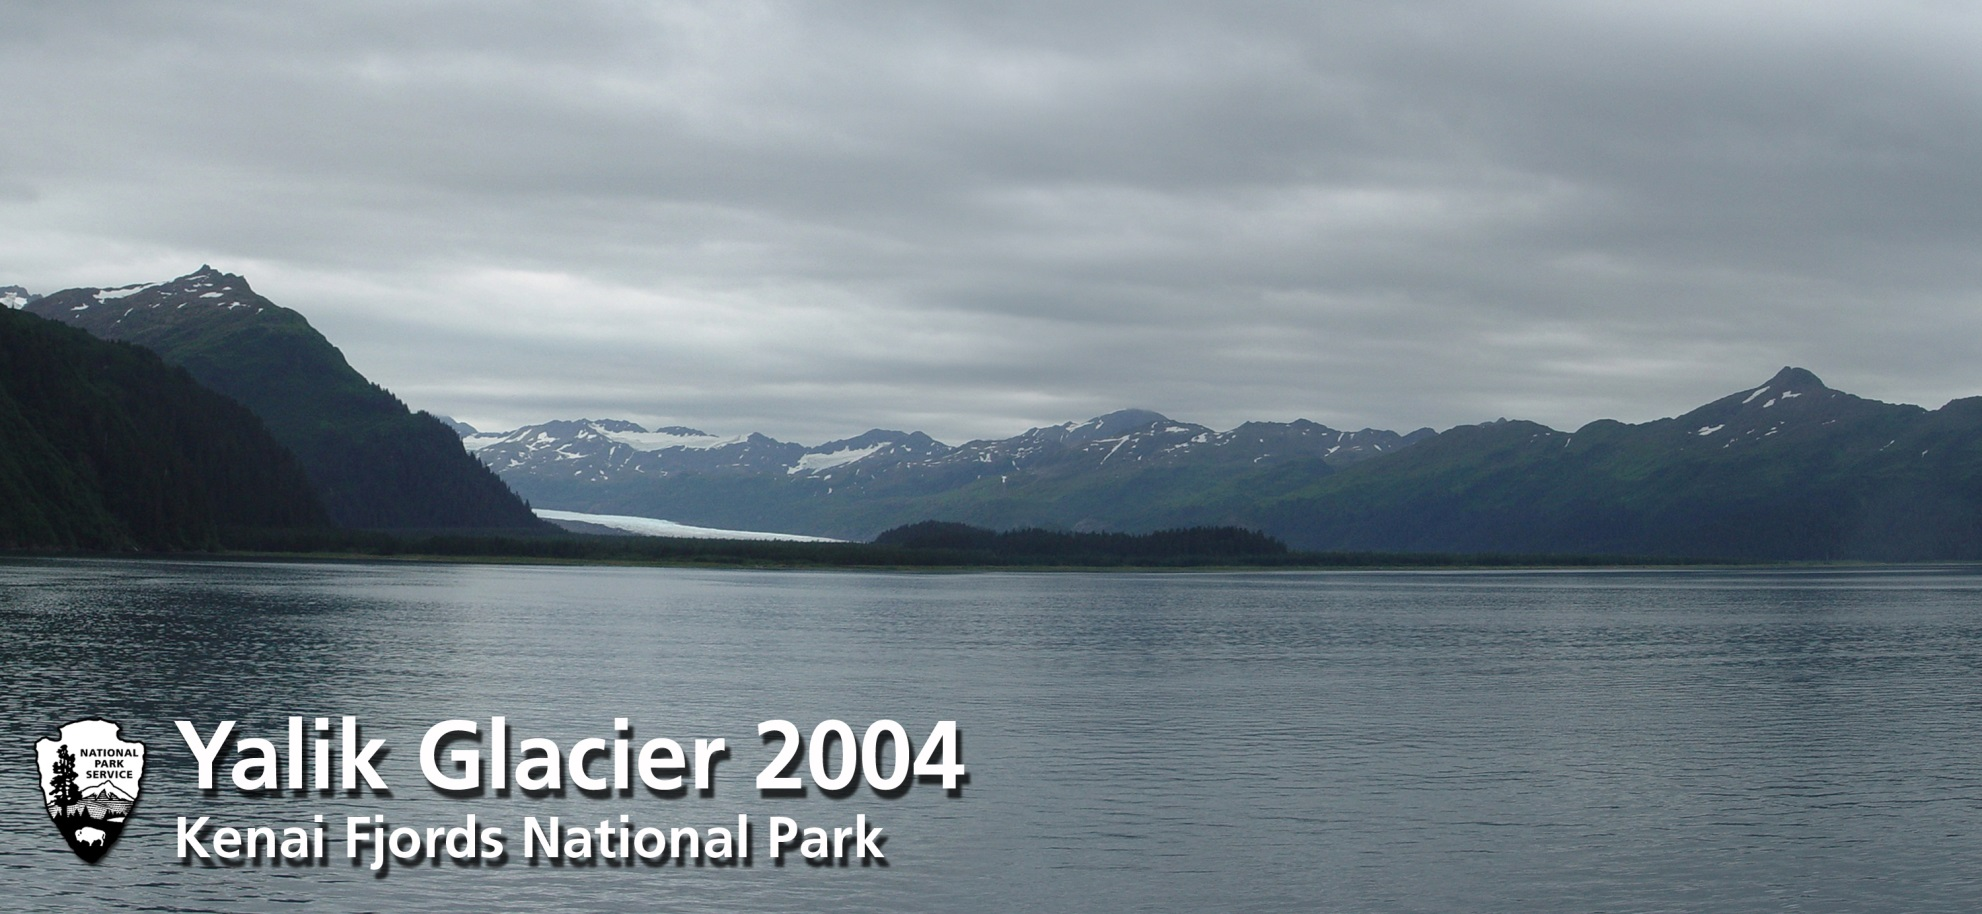 NATIONAL
PARK
SERVICE
Yalik Glacier 2004
Kenai Fjords National Park